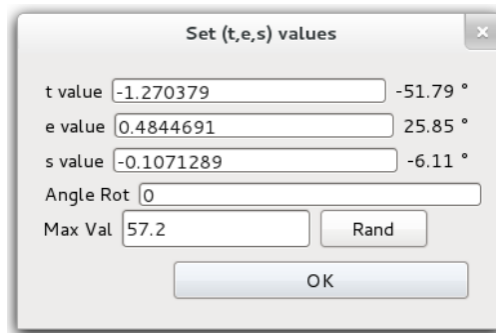 Set (t,e,s) values
t value -1.270379 -51.79 °
e value 0.4844691 25.85 °
s value -0.1071289 -6.11 °
Angle Rot 0
Max Val 57.2 Rand
OK